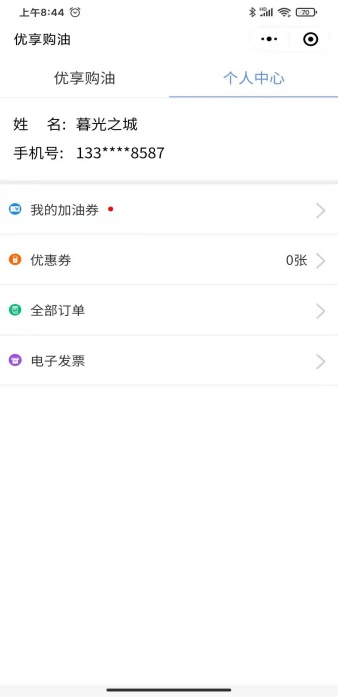 上午8:44
70
优享购油
优享购油 个人中心
姓 名: 暮光之城
手机号: 133****8587
我的加油券
优惠券 0张
全部订单
电子发票